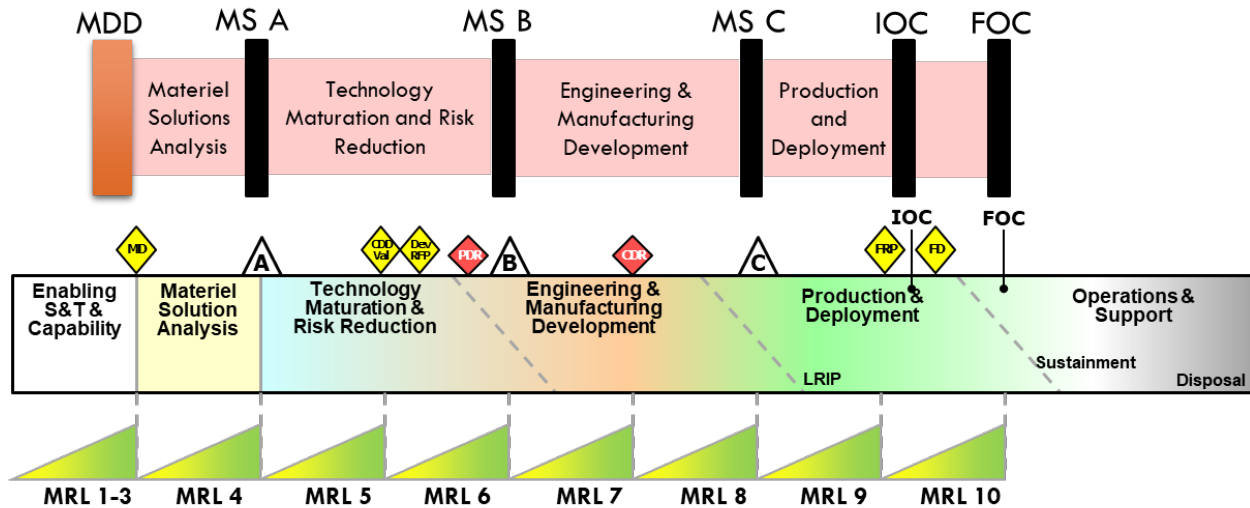 MDD MS A MS B MS C IOC FOC
Materiel
Solutions
Analysis
Technology
Maturation and Risk
Reduction
Engineering &
Manufacturing
Development
Production
and
Deployment
IOC FOC
MD A CDD
Val Dev
RFP PDR B CDR C FRP FD
Enabling
S&T &
Capability
Materiel
Solution
Analysis
Technology
Maturation &
Risk Reduction
Engineering &
Manufacturing
Development
Production &
Deployment
Operations &
Support
LRIP
Sustainment
Disposal
MRL 1-3 MRL 4 MRL 5 MRL 6 MRL 7 MRL 8 MRL 9 MRL 10